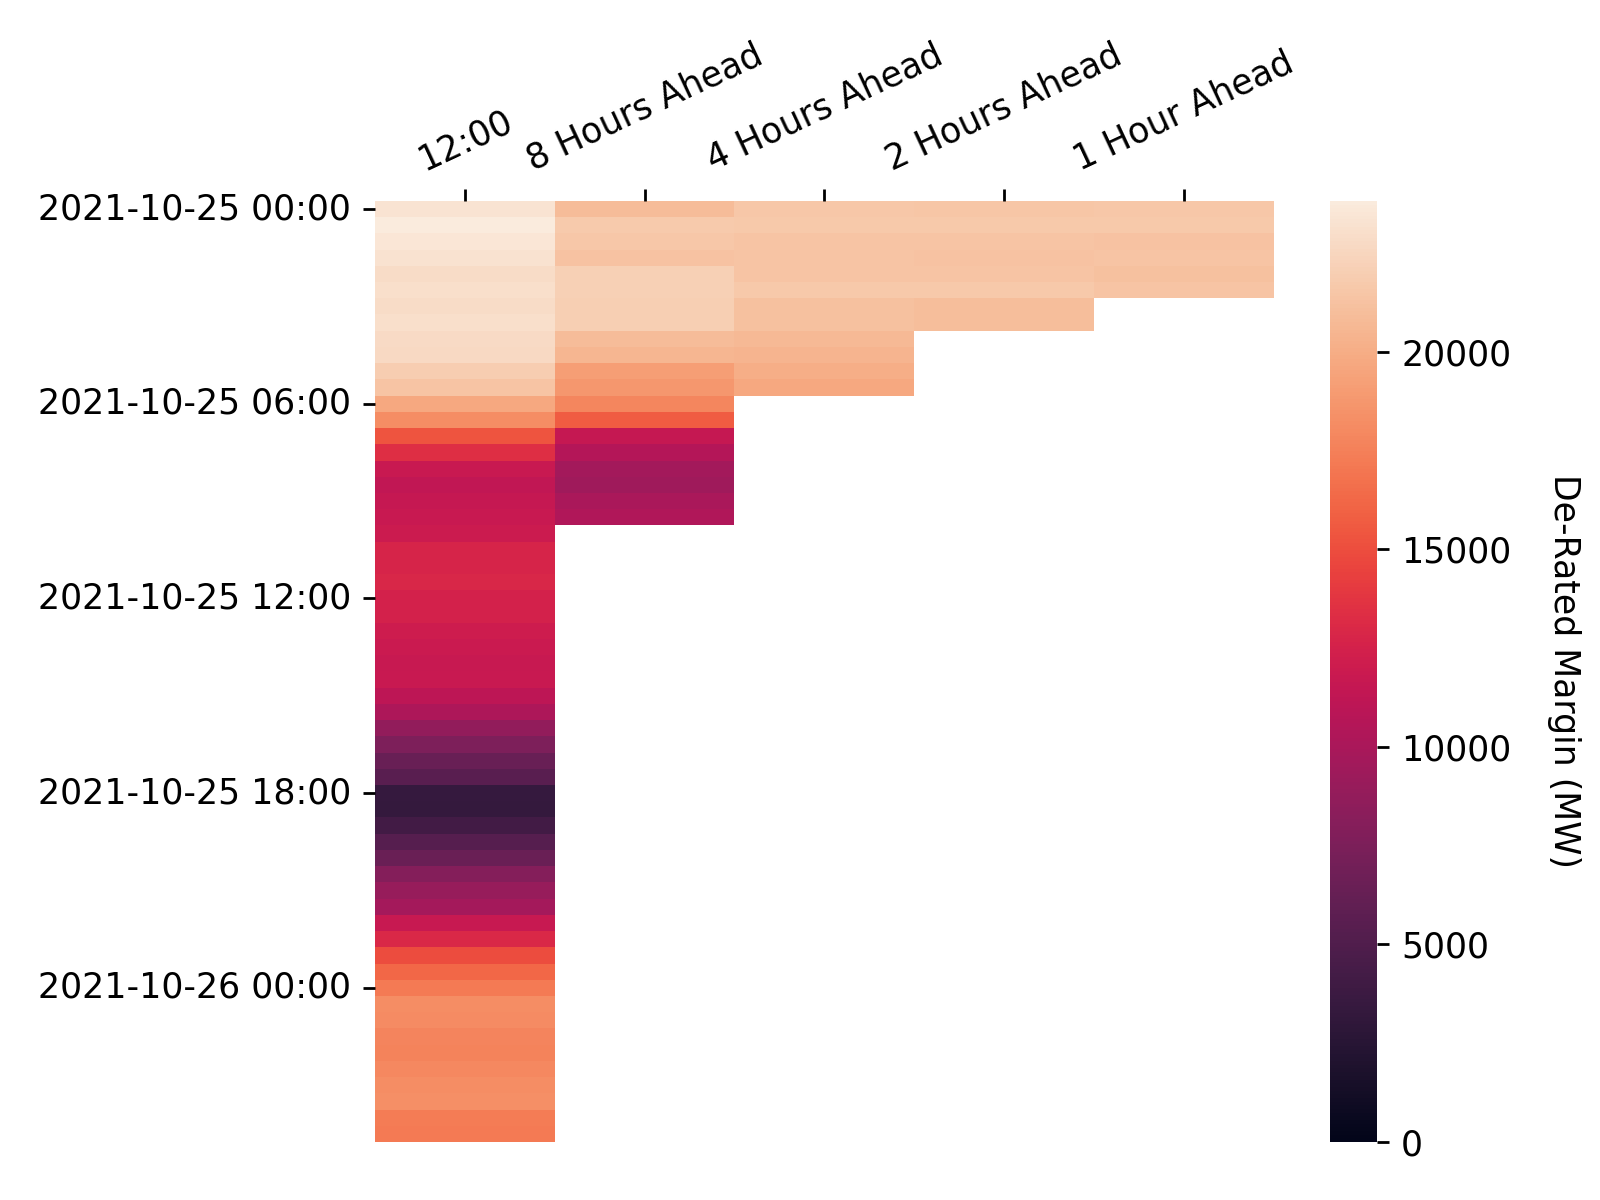 12:00
8 Hours Ahead
4 Hours Ahead
2 Hours Ahead
1 Hour Ahead
2021-10-25 00:00
2021-10-25 06:00
2021-10-25 12:00
2021-10-25 18:00
2021-10-26 00:00
20000
15000
10000
5000
0
De-Rated Margin (MW)